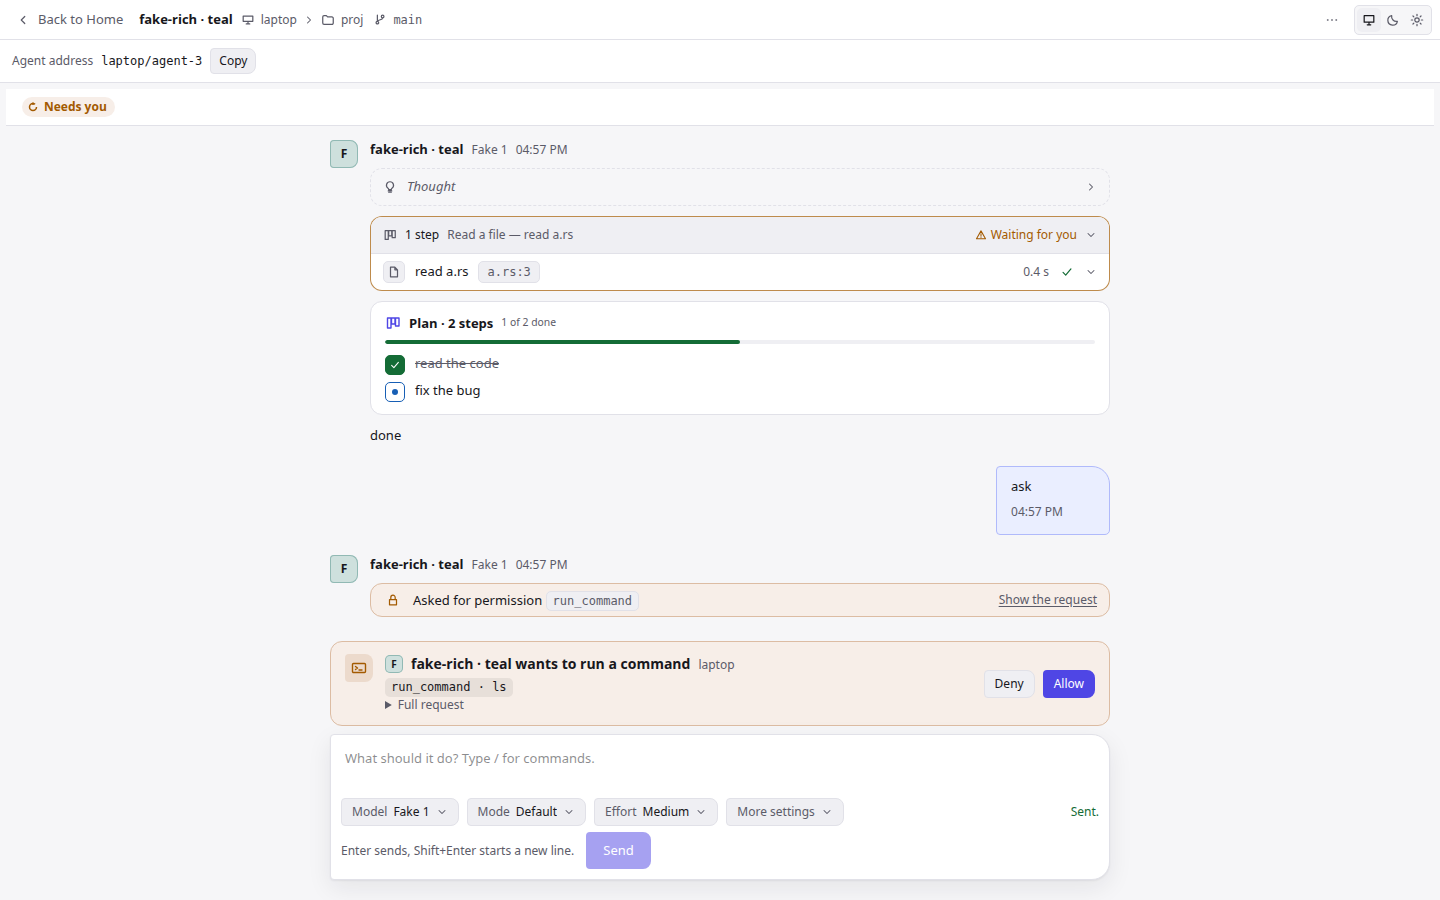 Back to Home fake-rich · teal laptop proj main
Agent address laptop/agent-3 Copy
Needs you
F fake-rich · teal Fake 1 04:57 PM
Thought
1 step Read a file — read a.rs Waiting for you
read a.rs a.rs:3 0.4 s
Plan · 2 steps 1 of 2 done
read the code
fix the bug
done
ask
04:57 PM
F fake-rich · teal Fake 1 04:57 PM
Asked for permission run_command Show the request
F fake-rich · teal wants to run a command laptop
run_command · ls
Full request
Deny Allow
What should it do? Type / for commands.
Model Fake 1 Mode Default Effort Medium More settings Sent.
Enter sends, Shift+Enter starts a new line. Send